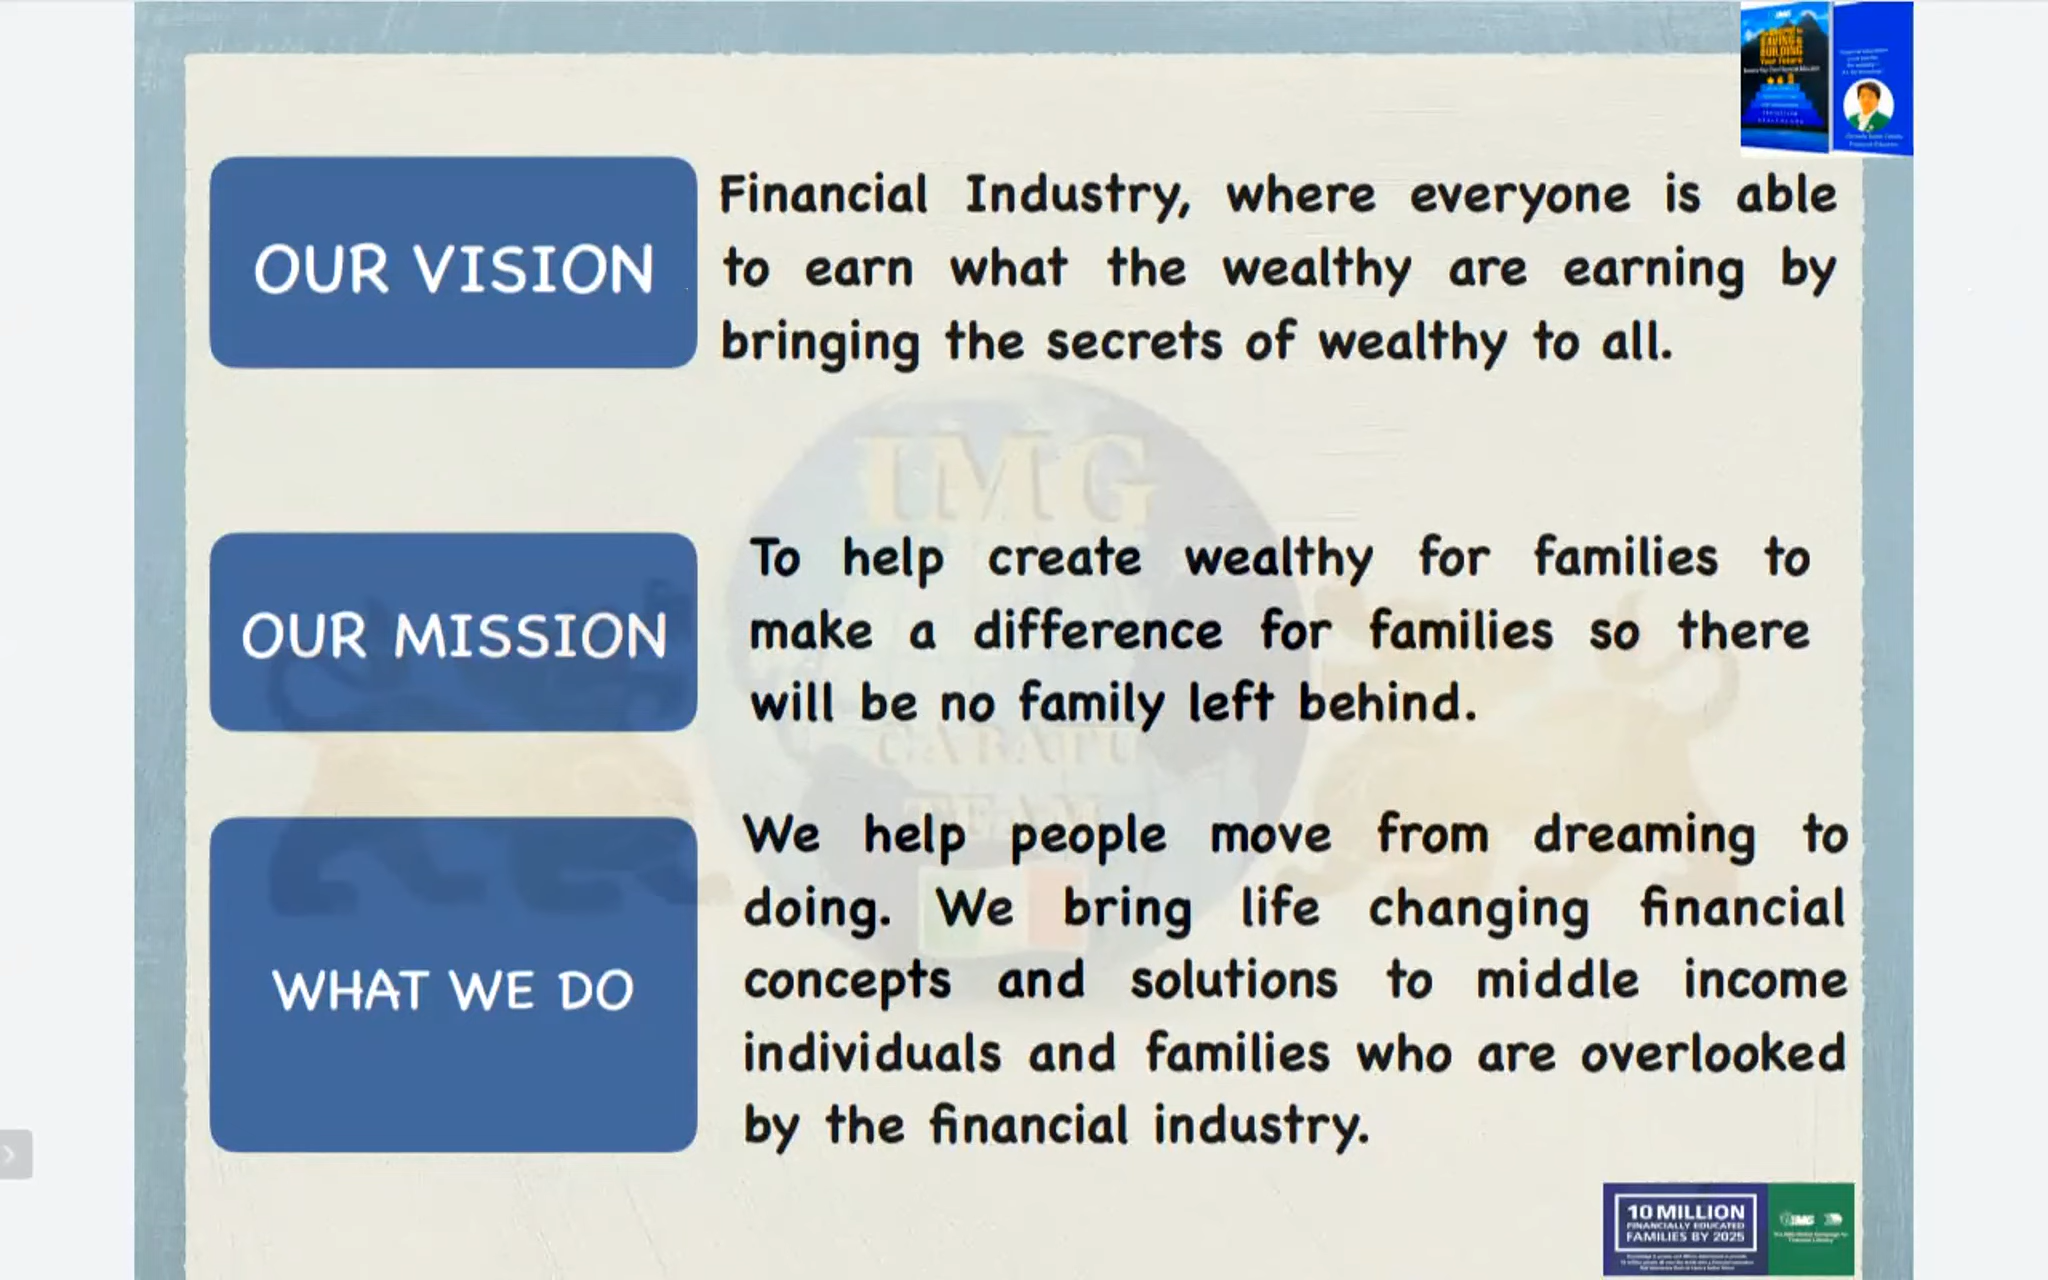 OUR VISION
Financial Industry, where everyone is able
to earn what the wealthy are earning by
bringing the secrets of wealthy to all.
IMG
OUR MISSION
To help create wealthy for families to
make a difference for families so there
will be no family left behind.
CABATU
TEAM
WHAT WE DO
We help people move from dreaming to
doing. We bring life changing financial
concepts and solutions to middle income
individuals and families who are overlooked
by the financial industry.
10 MILLION
FINANCIALLY EDUCATED
FAMILIES BY 2025
IMG